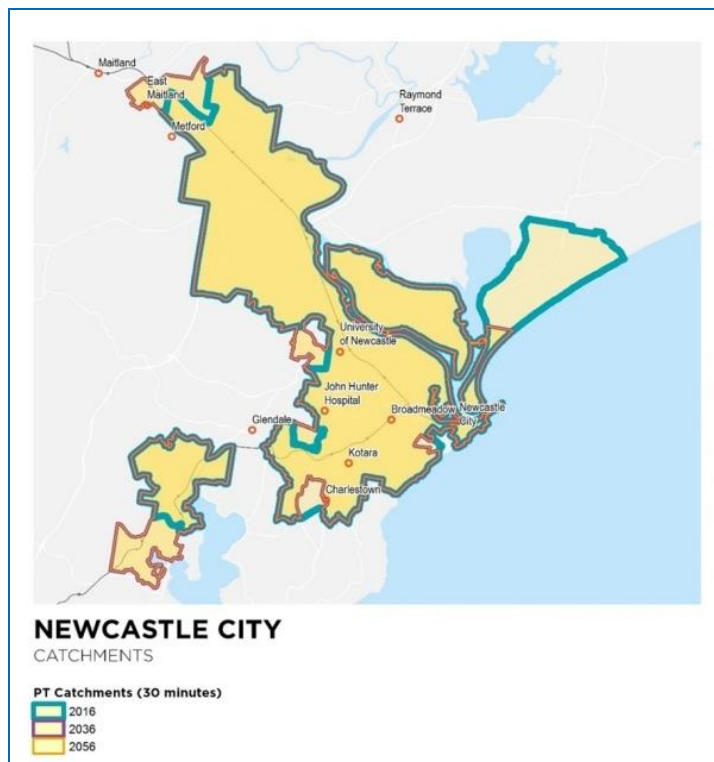 Maitland
East
Maitland
Metford
Raymond
Terrace
University
of Newcastle
John Hunter
Hospital
Glendale
Broadmeadow
Newcastle
City
Kotara
Charlestown
NEWCASTLE CITY
CATCHMENTS
PT Catchments (30 minutes)
2016
2036
2056